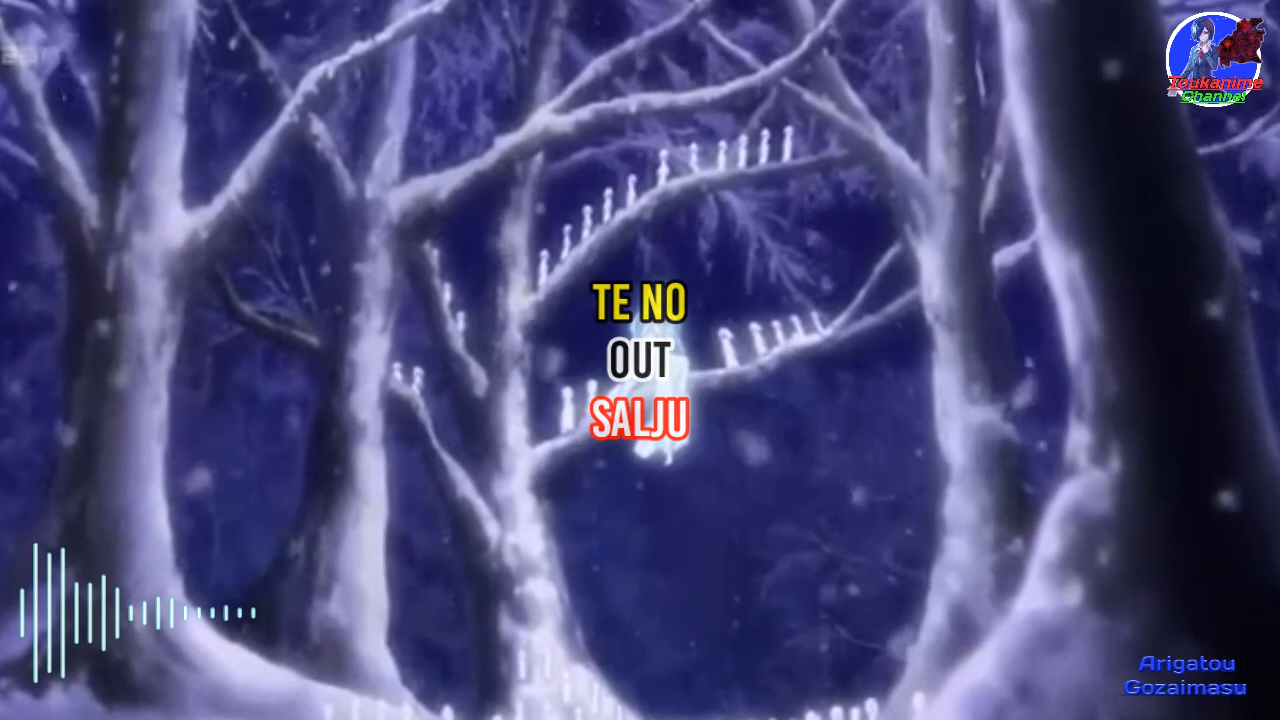 Toukanime
Channel
TE NO
OUT
SALJU
Arigatou
Gozaimasu